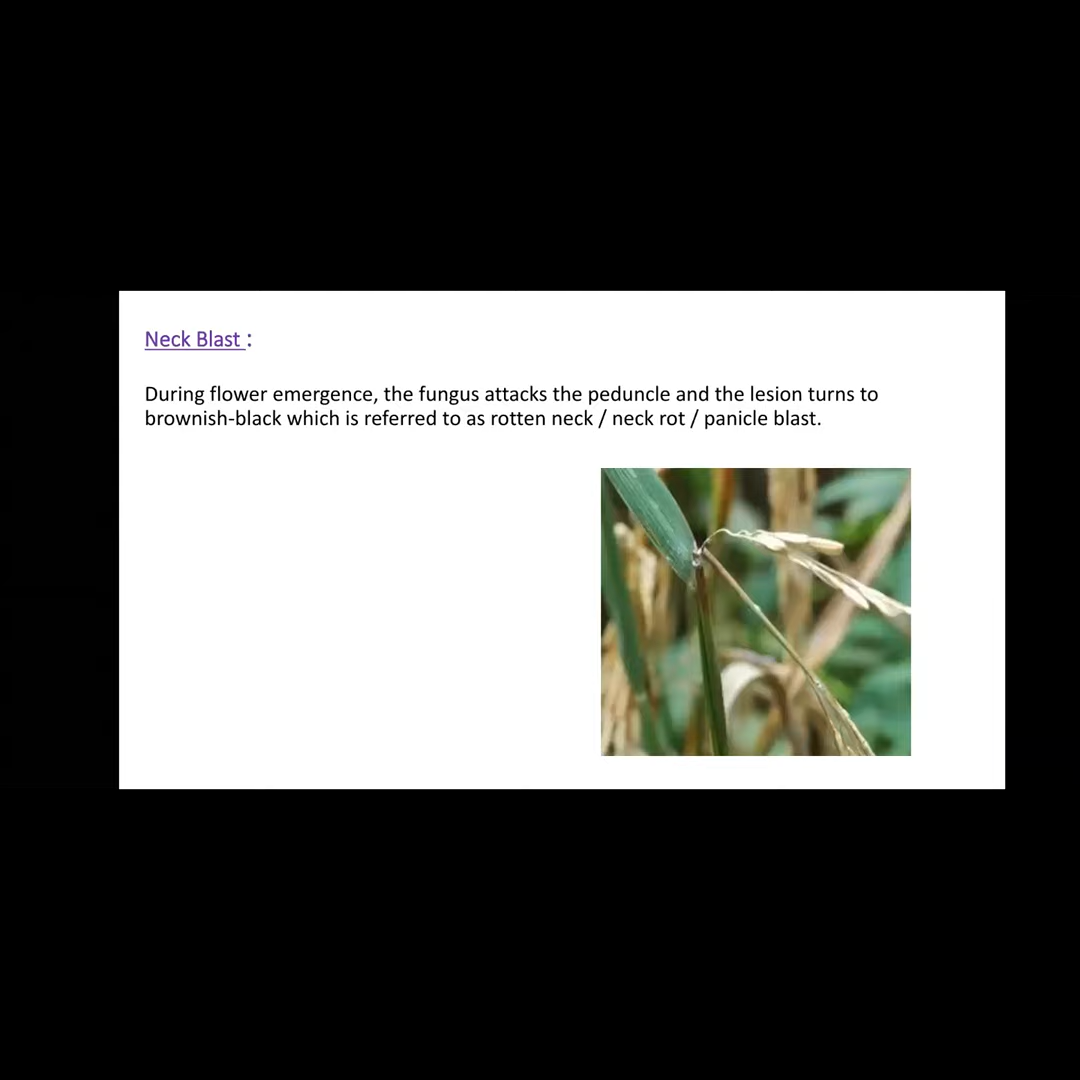 Neck Blast :
During flower emergence, the fungus attacks the peduncle and the lesion turns to
brownish-black which is referred to as rotten neck / neck rot / panicle blast.